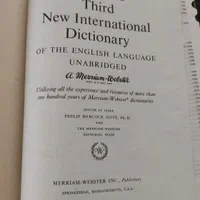 Third
New International
Dictionary
OF THE ENGLISH LANGUAGE
UNABRIDGED
A Merriam-Webster
Utilizing all the experience and resources of more than
one hundred years of Merriam-Webster® dictionaries
EDITOR IN CHIEF
PHILIP BABCOCK GOVE, Ph.D.
AND
THE MERRIAM-WEBSTER
EDITORIAL STAFF
MERRIAM-WEBSTER INC., Publishers
SPRINGFIELD, MASSACHUSETTS, U.S.A.